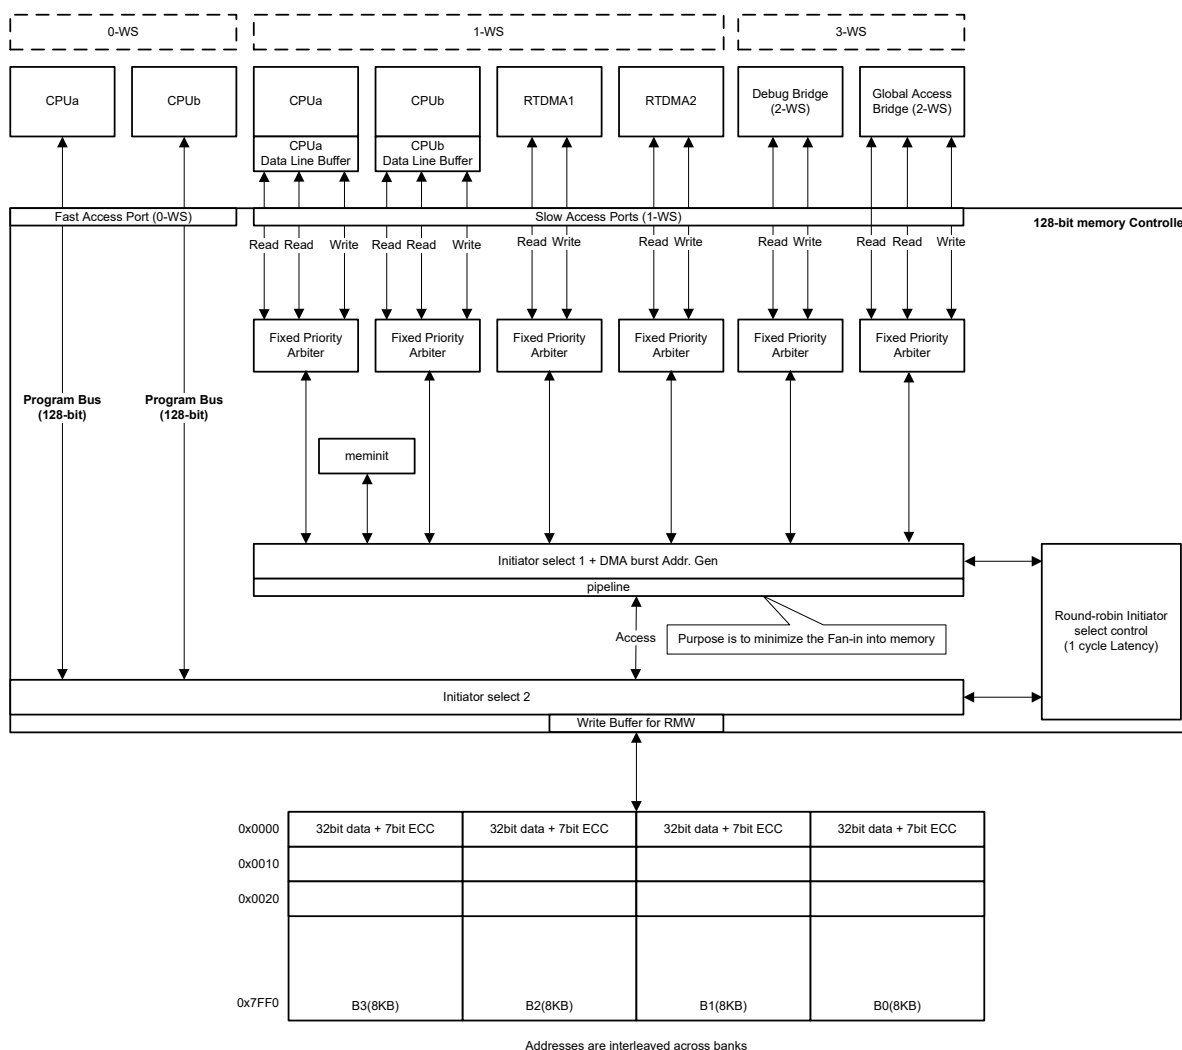 0-WS
1-WS
3-WS
CPUa
CPUb
CPUa
CPUb
RTDMA1
RTDMA2
Debug Bridge
(2-WS)
Global Access
Bridge (2-WS)
CPUa
Data Line Buffer
CPUb
Data Line Buffer
Fast Access Port (0-WS)
Slow Access Ports (1-WS)
128-bit memory Controlle
Read Read Write
Read Read Write
Read Write
Read Write
Read Write
Read Read Write
Fixed Priority
Arbiter
Fixed Priority
Arbiter
Fixed Priority
Arbiter
Fixed Priority
Arbiter
Fixed Priority
Arbiter
Fixed Priority
Arbiter
Program Bus
(128-bit)
Program Bus
(128-bit)
meminit
Initiator select 1 + DMA burst Addr. Gen
pipeline
Access
Purpose is to minimize the Fan-in into memory
Round-robin Initiator
select control
(1 cycle Latency)
Initiator select 2
Write Buffer for RMW
0x0000 32bit data + 7bit ECC 32bit data + 7bit ECC 32bit data + 7bit ECC 32bit data + 7bit ECC
0x0010
0x0020
0x7FF0 B3(8KB) B2(8KB) B1(8KB) B0(8KB)
Addresses are interleaved across banks